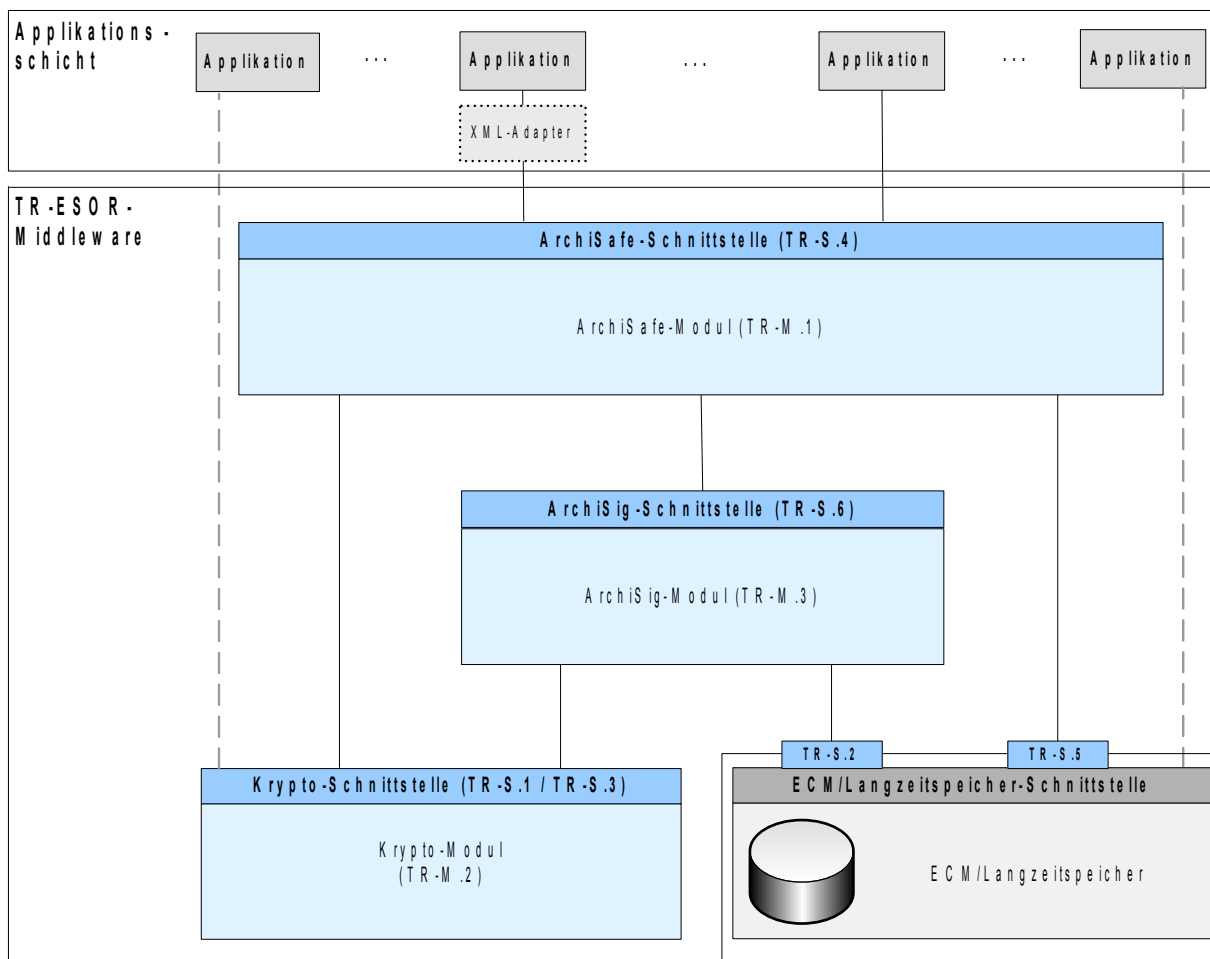 Applikations-
schicht
Applikation
...
Applikation
...
Applikation
...
Applikation
XML-Adapter
TR-ESOR-
Middleware
ArchiSafe-Schnittstelle (TR-S.4)
ArchiSafe-Modul (TR-M.1)
ArchiSig-Schnittstelle (TR-S.6)
ArchiSig-Modul (TR-M.3)
TR-S.2
TR-S.5
Krypto-Schnittstelle (TR-S.1 / TR-S.3)
ECM/Langzeitspeicher-Schnittstelle
Krypto-Modul
(TR-M.2)
ECM/Langzeitspeicher